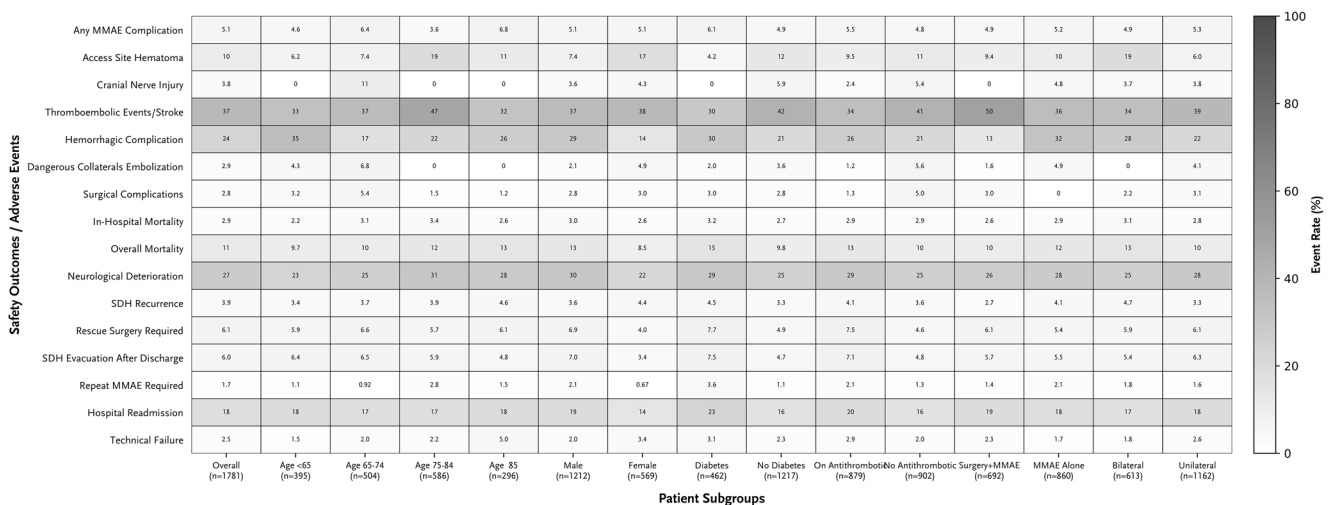 Safety Outcomes / Adverse Events
Any MMAE Complication 5.1 4.6 6.4 3.6 6.8 5.1 5.1 6.1 4.9 5.5 4.8 4.9 5.2 4.9 5.3
Access Site Hematoma 10 6.2 7.4 19 11 7.4 17 4.2 12 9.5 11 9.4 10 19 6.0
Cranial Nerve Injury 3.8 0 11 0 0 3.6 4.3 0 5.9 2.4 5.4 0 4.8 3.7 3.8
Thromboembolic Events/Stroke 37 33 37 47 32 37 38 30 42 34 41 50 36 34 39
Hemorrhagic Complication 24 35 17 22 26 29 14 30 21 26 21 13 32 28 22
Dangerous Collaterals Embolization 2.9 4.3 6.8 0 0 2.1 4.9 2.0 3.6 1.2 5.6 1.6 4.9 0 4.1
Surgical Complications 2.8 3.2 5.4 1.5 1.2 2.8 3.0 3.0 2.8 1.3 5.0 3.0 0 2.2 3.1
In-Hospital Mortality 2.9 2.2 3.1 3.4 2.6 3.0 2.6 3.2 2.7 2.9 2.9 2.6 2.9 3.1 2.8
Overall Mortality 11 9.7 10 12 13 13 8.5 15 9.8 13 10 10 12 13 10
Neurological Deterioration 27 23 25 31 28 30 22 29 25 29 25 26 28 25 28
SDH Recurrence 3.9 3.4 3.7 3.9 4.6 3.6 4.4 4.5 3.3 4.1 3.6 2.7 4.1 4.7 3.3
Rescue Surgery Required 6.1 5.9 6.6 5.7 6.1 6.9 4.0 7.7 4.9 7.5 4.6 6.1 5.4 5.9 6.1
SDH Evacuation After Discharge 6.0 6.4 6.5 5.9 4.8 7.0 3.4 7.5 4.7 7.1 4.8 5.7 5.5 5.4 6.3
Repeat MMAE Required 1.7 1.1 0.92 2.8 1.5 2.1 0.67 3.6 1.1 2.1 1.3 1.4 2.1 1.8 1.6
Hospital Readmission 18 18 17 17 18 19 14 23 16 20 16 19 18 17 18
Technical Failure 2.5 1.5 2.0 2.2 5.0 2.0 3.4 3.1 2.3 2.9 2.0 2.3 1.7 1.8 2.6
Overall Age <65 Age 65-74 Age 75-84 Age 85 Male Female Diabetes No Diabetes On Antithrombotic No Antithrombotic Surgery+MMAE MMAE Alone Bilateral Unilateral
(n=1781) (n=395) (n=504) (n=586) (n=296) (n=1212) (n=569) (n=462) (n=1217) (n=879) (n=902) (n=692) (n=860) (n=613) (n=1162)
Patient Subgroups
100
80
60
40
20
0
Event Rate (%)